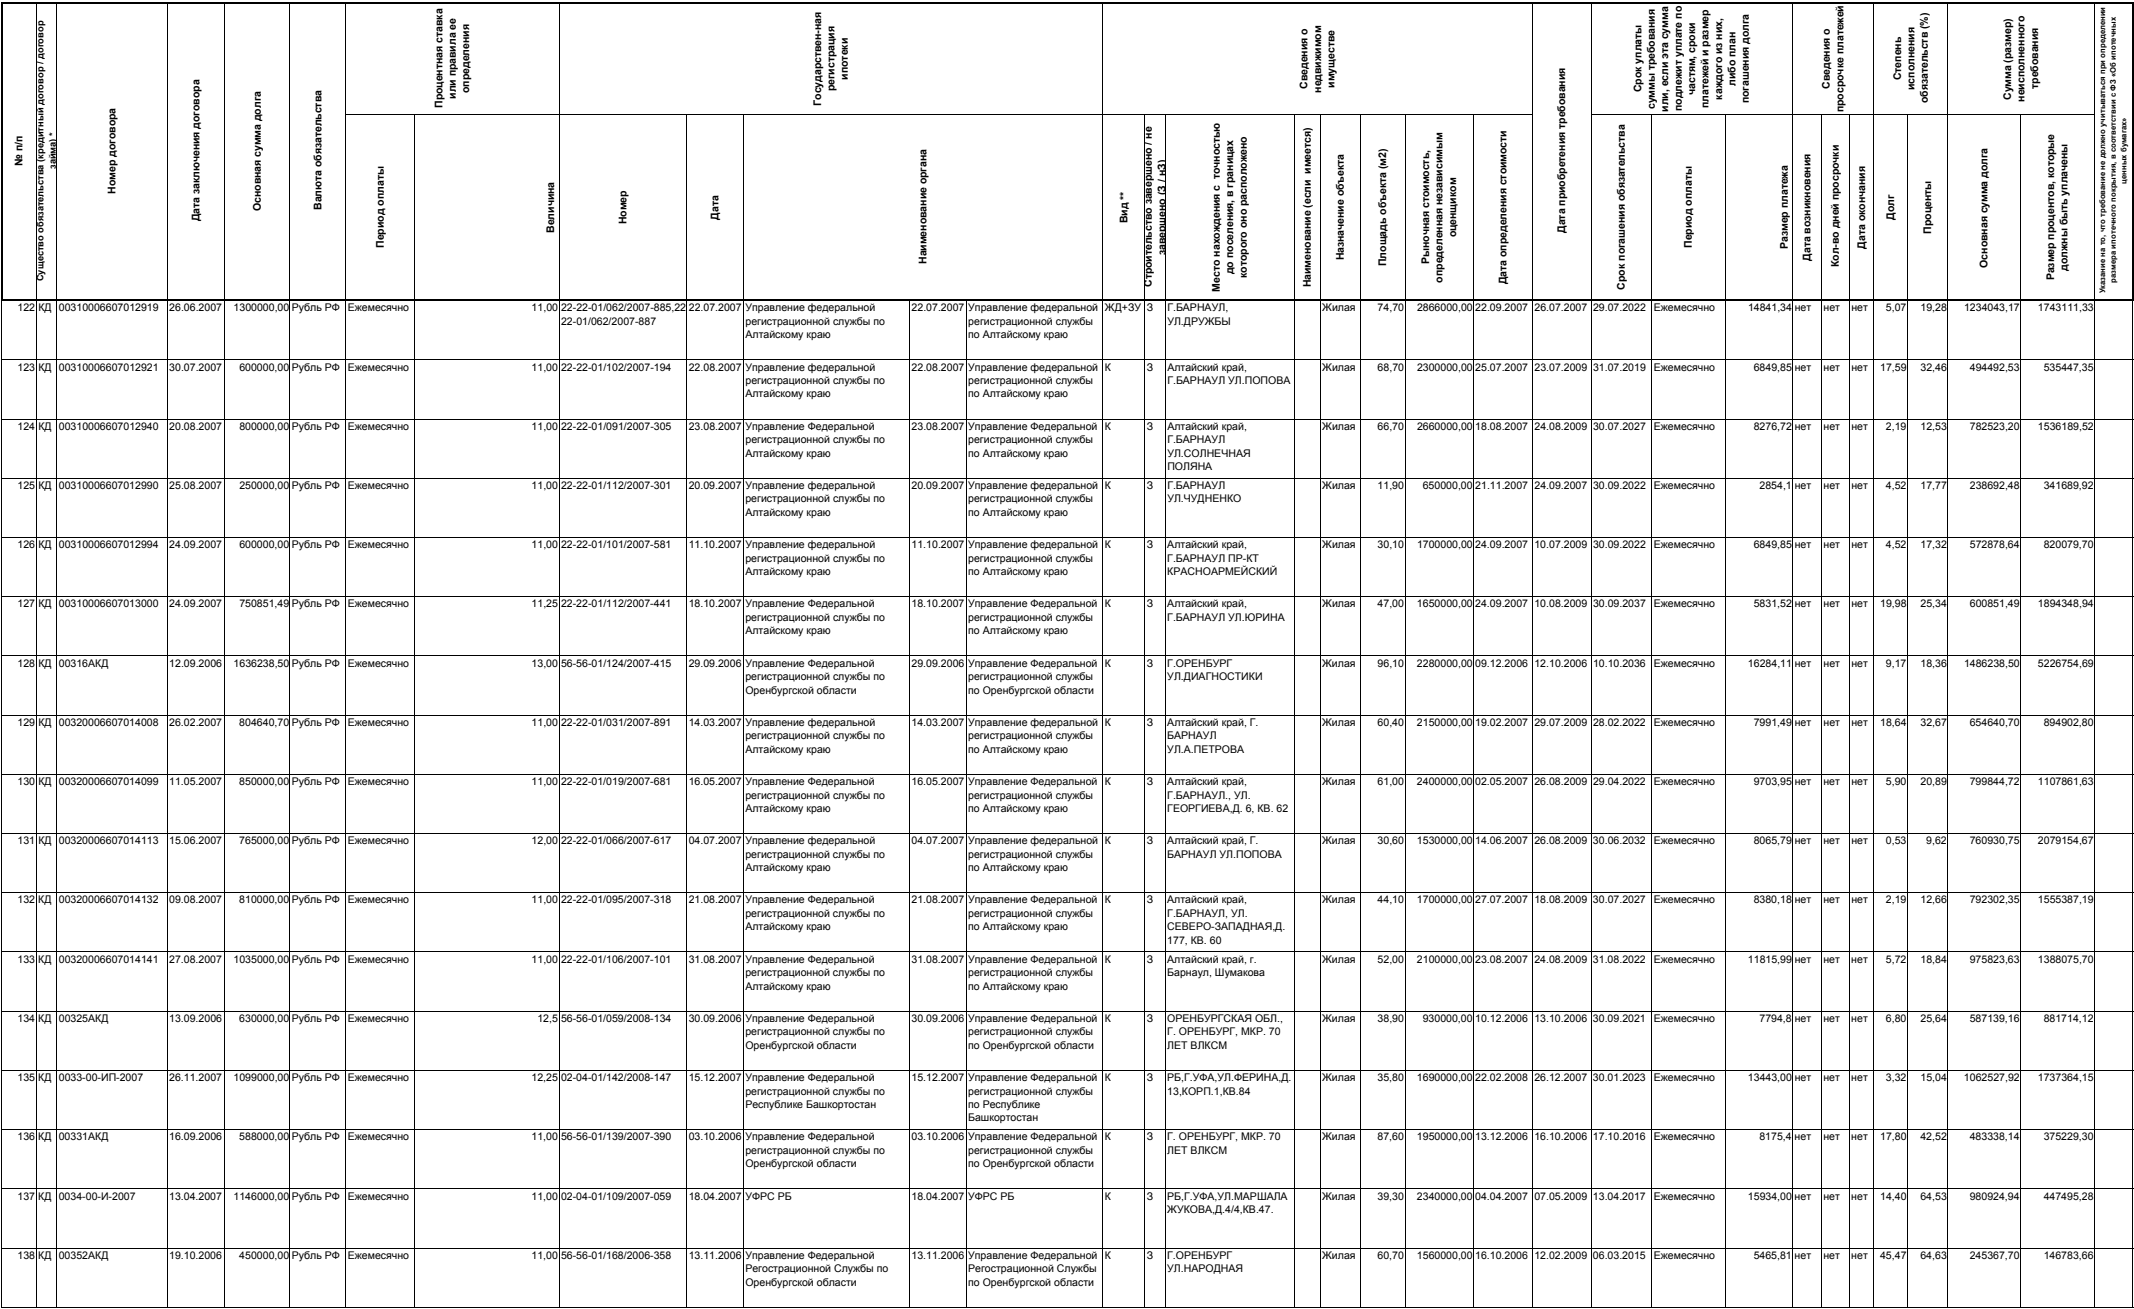 № п/п
Существо обязательства (кредитный договор / договор
займа) *
Номер договора
Дата заключения договора
Основная сумма долга
Валюта обязательства
Процентная ставка
или правила ее
определения
Период оплаты
Величина
Государствен-ная
регистрация
ипотеки
Номер
Дата
Наименование органа
Сведения о
недвижимом
имуществе
Вид **
Строительство завершено / не
завершено (З / нЗ)
Место нахождения с точностью
до поселения, в границах
которого оно расположено
Наименование (если имеется)
Назначение объекта
Площадь объекта (м2)
Рыночная стоимость,
определенная независимым
оценщиком
Дата определения стоимости
Дата приобретения требования
Срок уплаты
суммы требования
или, если эта сумма
подлежит уплате по
частям, сроки
платежей и размер
каждого из них,
либо план
погашения долга
Срок погашения обязательства
Период оплаты
Размер платежа
Сведения о
просрочке платежей
Дата возникновения
Кол-во дней просрочки
Дата окончания
Степень
исполнения
обязательств (%)
Долг
Проценты
Сумма (размер)
неисполненного
требования
Основная сумма долга
Размер процентов, которые
должны быть уплачены
Указание на то, что требование не должно учитываться при определении
размера ипотечного покрытия, в соответствии с ФЗ «Об ипотечных
ценных бумагах»
122 КД 00310006607012919 26.06.2007 1300000,00 Рубль РФ Ежемесячно 11,00 22-22-01/062/2007-885,22 22.07.2007 Управление федеральной 22.07.2007 Управление федеральной ЖД+ЗУ З Г.БАРНАУЛ, Жилая 74,70 2866000,00 22.09.2007 26.07.2007 29.07.2022 Ежемесячно 14841,34 нет нет нет 5,07 19,28 1234043,17 1743111,33
22-01/062/2007-887 регистрационной службы по регистрационной службы УЛ.ДРУЖБЫ
Алтайскому краю по Алтайскому краю
123 КД 00310006607012921 30.07.2007 600000,00 Рубль РФ Ежемесячно 11,00 22-22-01/102/2007-194 22.08.2007 Управление федеральной 22.08.2007 Управление федеральной К З Алтайский край, Жилая 68,70 2300000,00 25.07.2007 23.07.2009 31.07.2019 Ежемесячно 6849,85 нет нет нет 17,59 32,46 494492,53 535447,35
регистрационной службы по регистрационной службы Г.БАРНАУЛ УЛ.ПОПОВА
Алтайскому краю по Алтайскому краю
124 КД 00310006607012940 20.08.2007 800000,00 Рубль РФ Ежемесячно 11,00 22-22-01/091/2007-305 23.08.2007 Управление Федеральной 23.08.2007 Управление Федеральной К З Алтайский край, Жилая 66,70 2660000,00 18.08.2007 24.08.2009 30.07.2027 Ежемесячно 8276,72 нет нет нет 2,19 12,53 782523,20 1536189,52
регистрационной службы по регистрационной службы Г.БАРНАУЛ
Алтайскому краю по Алтайскому краю УЛ.СОЛНЕЧНАЯ
ПОЛЯНА
125 КД 00310006607012990 25.08.2007 250000,00 Рубль РФ Ежемесячно 11,00 22-22-01/112/2007-301 20.09.2007 Управление федеральной 20.09.2007 Управление федеральной К З Г.БАРНАУЛ Жилая 11,90 650000,00 21.11.2007 24.09.2007 30.09.2022 Ежемесячно 2854,1 нет нет нет 4,52 17,77 238692,48 341689,92
регистрационной службы по регистрационной службы УЛ.ЧУДНЕНКО
Алтайскому краю по Алтайскому краю
126 КД 00310006607012994 24.09.2007 600000,00 Рубль РФ Ежемесячно 11,00 22-22-01/101/2007-581 11.10.2007 Управление федеральной 11.10.2007 Управление федеральной К З Алтайский край, Жилая 30,10 1700000,00 24.09.2007 10.07.2009 30.09.2022 Ежемесячно 6849,85 нет нет нет 4,52 17,32 572878,64 820079,70
регистрационной службы по регистрационной службы Г.БАРНАУЛ ПР-КТ
Алтайскому краю по Алтайскому краю КРАСНОАРМЕЙСКИЙ
127 КД 00310006607013000 24.09.2007 750851,49 Рубль РФ Ежемесячно 11,25 22-22-01/112/2007-441 18.10.2007 Управление Федеральной 18.10.2007 Управление Федеральной К З Алтайский край, Жилая 47,00 1650000,00 24.09.2007 10.08.2009 30.09.2037 Ежемесячно 5831,52 нет нет нет 19,98 25,34 600851,49 1894348,94
регистрационной службы по регистрационной службы Г.БАРНАУЛ УЛ.ЮРИНА
Алтайскому краю по Алтайскому краю
128 КД 00316АКД 12.09.2006 1636238,50 Рубль РФ Ежемесячно 13,00 56-56-01/124/2007-415 29.09.2006 Управление Федеральной 29.09.2006 Управление Федеральной К З Г.ОРЕНБУРГ Жилая 96,10 2280000,00 09.12.2006 12.10.2006 10.10.2036 Ежемесячно 16284,11 нет нет нет 9,17 18,36 1486238,50 5226754,69
регистрационной службы по регистрационной службы УЛ.ДИАГНОСТИКИ
Оренбургской области по Оренбургской области
129 КД 00320006607014008 26.02.2007 804640,70 Рубль РФ Ежемесячно 11,00 22-22-01/031/2007-891 14.03.2007 Управление федеральной 14.03.2007 Управление федеральной К З Алтайский край, Г. Жилая 60,40 2150000,00 19.02.2007 29.07.2009 28.02.2022 Ежемесячно 7991,49 нет нет нет 18,64 32,67 654640,70 894902,80
регистрационной службы по регистрационной службы БАРНАУЛ
Алтайскому краю по Алтайскому краю УЛ.А.ПЕТРОВА
130 КД 00320006607014099 11.05.2007 850000,00 Рубль РФ Ежемесячно 11,00 22-22-01/019/2007-681 16.05.2007 Управление федеральной 16.05.2007 Управление федеральной К З Алтайский край, Жилая 61,00 2400000,00 02.05.2007 26.08.2009 29.04.2022 Ежемесячно 9703,95 нет нет нет 5,90 20,89 799844,72 1107861,63
регистрационной службы по регистрационной службы Г.БАРНАУЛ., УЛ.
Алтайскому краю по Алтайскому краю ГЕОРГИЕВА,Д. 6, КВ. 62
131 КД 00320006607014113 15.06.2007 765000,00 Рубль РФ Ежемесячно 12,00 22-22-01/066/2007-617 04.07.2007 Управление федеральной 04.07.2007 Управление федеральной К З Алтайский край, Г. Жилая 30,60 1530000,00 14.06.2007 26.08.2009 30.06.2032 Ежемесячно 8065,79 нет нет нет 0,53 9,62 760930,75 2079154,67
регистрационной службы по регистрационной службы БАРНАУЛ УЛ.ПОПОВА
Алтайскому краю по Алтайскому краю
132 КД 00320006607014132 09.08.2007 810000,00 Рубль РФ Ежемесячно 11,00 22-22-01/095/2007-318 21.08.2007 Управление Федеральной 21.08.2007 Управление Федеральной К З Алтайский край, Жилая 44,10 1700000,00 27.07.2007 18.08.2009 30.07.2027 Ежемесячно 8380,18 нет нет нет 2,19 12,66 792302,35 1555387,19
регистрационной службы по регистрационной службы Г.БАРНАУЛ, УЛ.
Алтайскому краю по Алтайскому краю СЕВЕРО-ЗАПАДНАЯ,Д.
177, КВ. 60
133 КД 00320006607014141 27.08.2007 1035000,00 Рубль РФ Ежемесячно 11,00 22-22-01/106/2007-101 31.08.2007 Управление Федеральной 31.08.2007 Управление Федеральной К З Алтайский край, г. Жилая 52,00 2100000,00 23.08.2007 24.08.2009 31.08.2022 Ежемесячно 11815,99 нет нет нет 5,72 18,84 975823,63 1388075,70
регистрационной службы по регистрационной службы Барнаул, Шумакова
Алтайскому краю по Алтайскому краю
134 КД 00325АКД 13.09.2006 630000,00 Рубль РФ Ежемесячно 12,5 56-56-01/059/2008-134 30.09.2006 Управление Федеральной 30.09.2006 Управление Федеральной К З ОРЕНБУРГСКАЯ ОБЛ., Жилая 38,90 930000,00 10.12.2006 13.10.2006 30.09.2021 Ежемесячно 7794,8 нет нет нет 6,80 25,64 587139,16 881714,12
регистрационной службы по регистрационной службы Г. ОРЕНБУРГ, МКР. 70
Оренбургской области по Оренбургской области ЛЕТ ВЛКСМ
135 КД 0033-00-ИП-2007 26.11.2007 1099000,00 Рубль РФ Ежемесячно 12,25 02-04-01/142/2008-147 15.12.2007 Управление Федеральной 15.12.2007 Управление Федеральной К З РБ,Г.УФА,УЛ.ФЕРИНА,Д. Жилая 35,80 1690000,00 22.02.2008 26.12.2007 30.01.2023 Ежемесячно 13443,00 нет нет нет 3,32 15,04 1062527,92 1737364,15
регистрационной службы по регистрационной службы 13,КОРП.1,КВ.84
Республике Башкортостан по Республике
Башкортостан
136 КД 00331АКД 16.09.2006 588000,00 Рубль РФ Ежемесячно 11,00 56-56-01/139/2007-390 03.10.2006 Управление Федеральной 03.10.2006 Управление Федеральной К З Г. ОРЕНБУРГ, МКР. 70 Жилая 87,60 1950000,00 13.12.2006 16.10.2006 17.10.2016 Ежемесячно 8175,4 нет нет нет 17,80 42,52 483338,14 375229,30
регистрационной службы по регистрационной службы ЛЕТ ВЛКСМ
Оренбургской области по Оренбургской области
137 КД 0034-00-И-2007 13.04.2007 1146000,00 Рубль РФ Ежемесячно 11,00 02-04-01/109/2007-059 18.04.2007 УФРС РБ 18.04.2007 УФРС РБ К З РБ,Г.УФА,УЛ.МАРШАЛА Жилая 39,30 2340000,00 04.04.2007 07.05.2009 13.04.2017 Ежемесячно 15934,00 нет нет нет 14,40 64,53 980924,94 447495,28
ЖУКОВА,Д.4/4,КВ.47.
138 КД 00352АКД 19.10.2006 450000,00 Рубль РФ Ежемесячно 11,00 56-56-01/168/2006-358 13.11.2006 Управление Федеральной 13.11.2006 Управление Федеральной К З Г.ОРЕНБУРГ Жилая 60,70 1560000,00 16.10.2006 12.02.2009 06.03.2015 Ежемесячно 5465,81 нет нет нет 45,47 64,63 245367,70 146783,66
Регострационной Службы по Регострационной Службы УЛ.НАРОДНАЯ
Оренбургской области по Оренбургской области